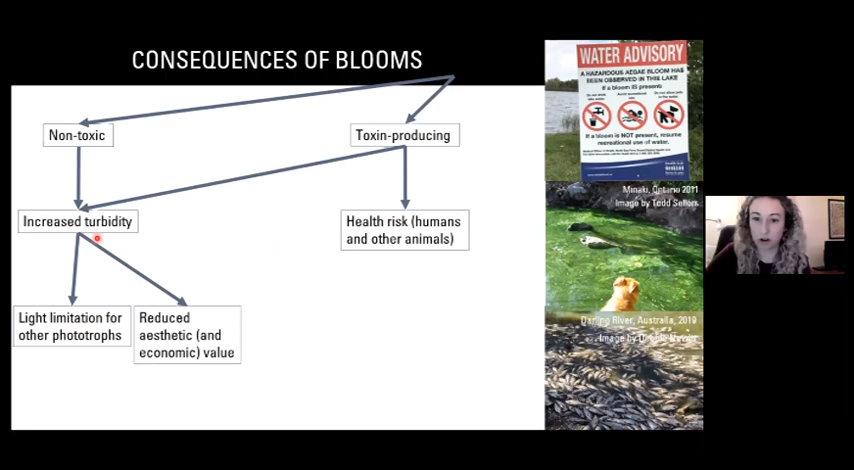 CONSEQUENCES OF BLOOMS
Non-toxic
Toxin-producing
Increased turbidity
Health risk (humans
and other animals)
Light limitation for
other phototrophs
Reduced
aesthetic (and
economic) value
WATER ADVISORY
A HAZARDOUS ALGAE BLOOM HAS
BEEN OBSERVED IN THIS LAKE
If a bloom IS present:
If a bloom is NOT present, resume
recreational use of water.
Minaki, Ontario 2011
Image by Todd Sellers
Darling River, Australia, 2019
Image by